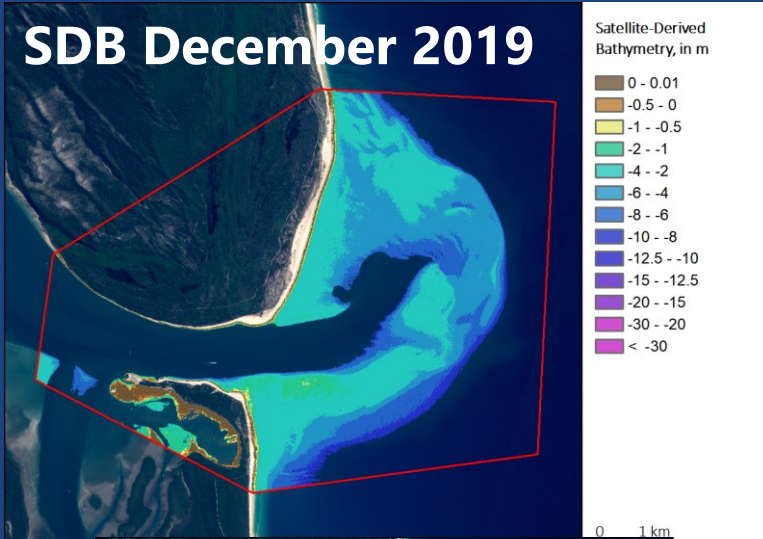 SDB December 2019
Satellite-Derived
Bathymetry, in m
0 - 0.01
-0.5 - 0
-1 - -0.5
-2 - -1
-4 - -2
-6 - -4
-8 - -6
-10 - -8
-12.5 - -10
-15 - -12.5
-20 - -15
-30 - -20
< -30
0 1 km